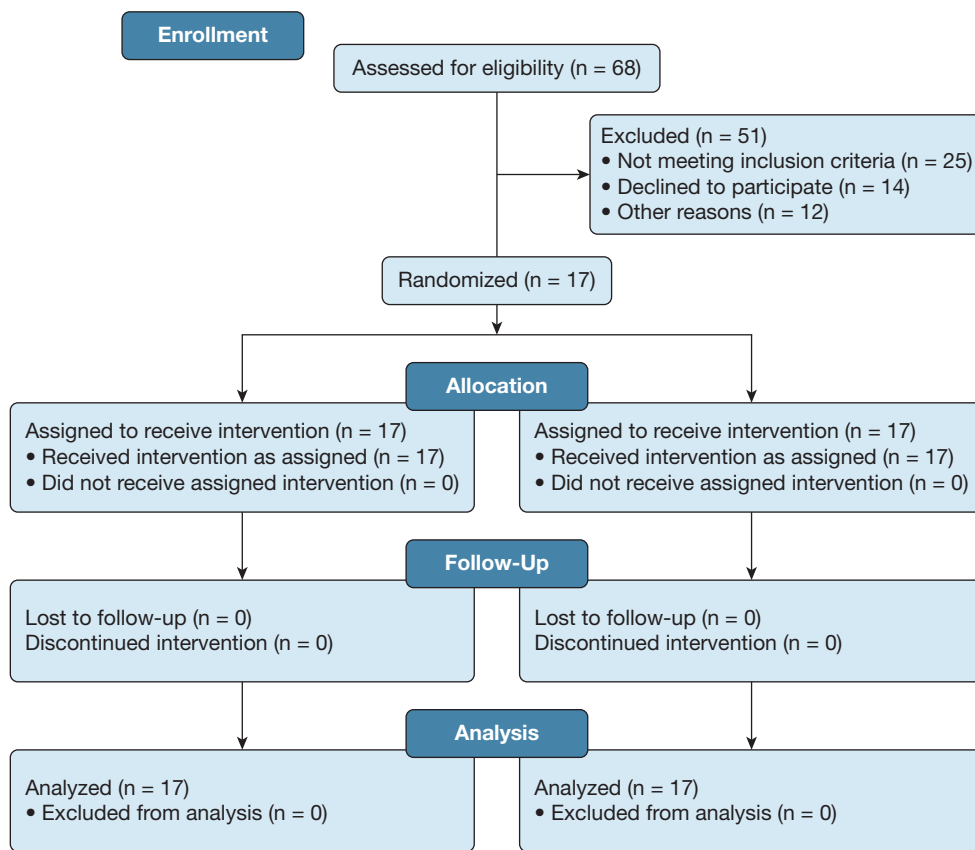 Enrollment
Assessed for eligibility (n = 68)
Excluded (n = 51)
• Not meeting inclusion criteria (n = 25)
• Declined to participate (n = 14)
• Other reasons (n = 12)
Randomized (n = 17)
Allocation
Assigned to receive intervention (n = 17)
• Received intervention as assigned (n = 17)
• Did not receive assigned intervention (n = 0)
Assigned to receive intervention (n = 17)
• Received intervention as assigned (n = 17)
• Did not receive assigned intervention (n = 0)
Follow-Up
Lost to follow-up (n = 0)
Discontinued intervention (n = 0)
Lost to follow-up (n = 0)
Discontinued intervention (n = 0)
Analysis
Analyzed (n = 17)
• Excluded from analysis (n = 0)
Analyzed (n = 17)
• Excluded from analysis (n = 0)